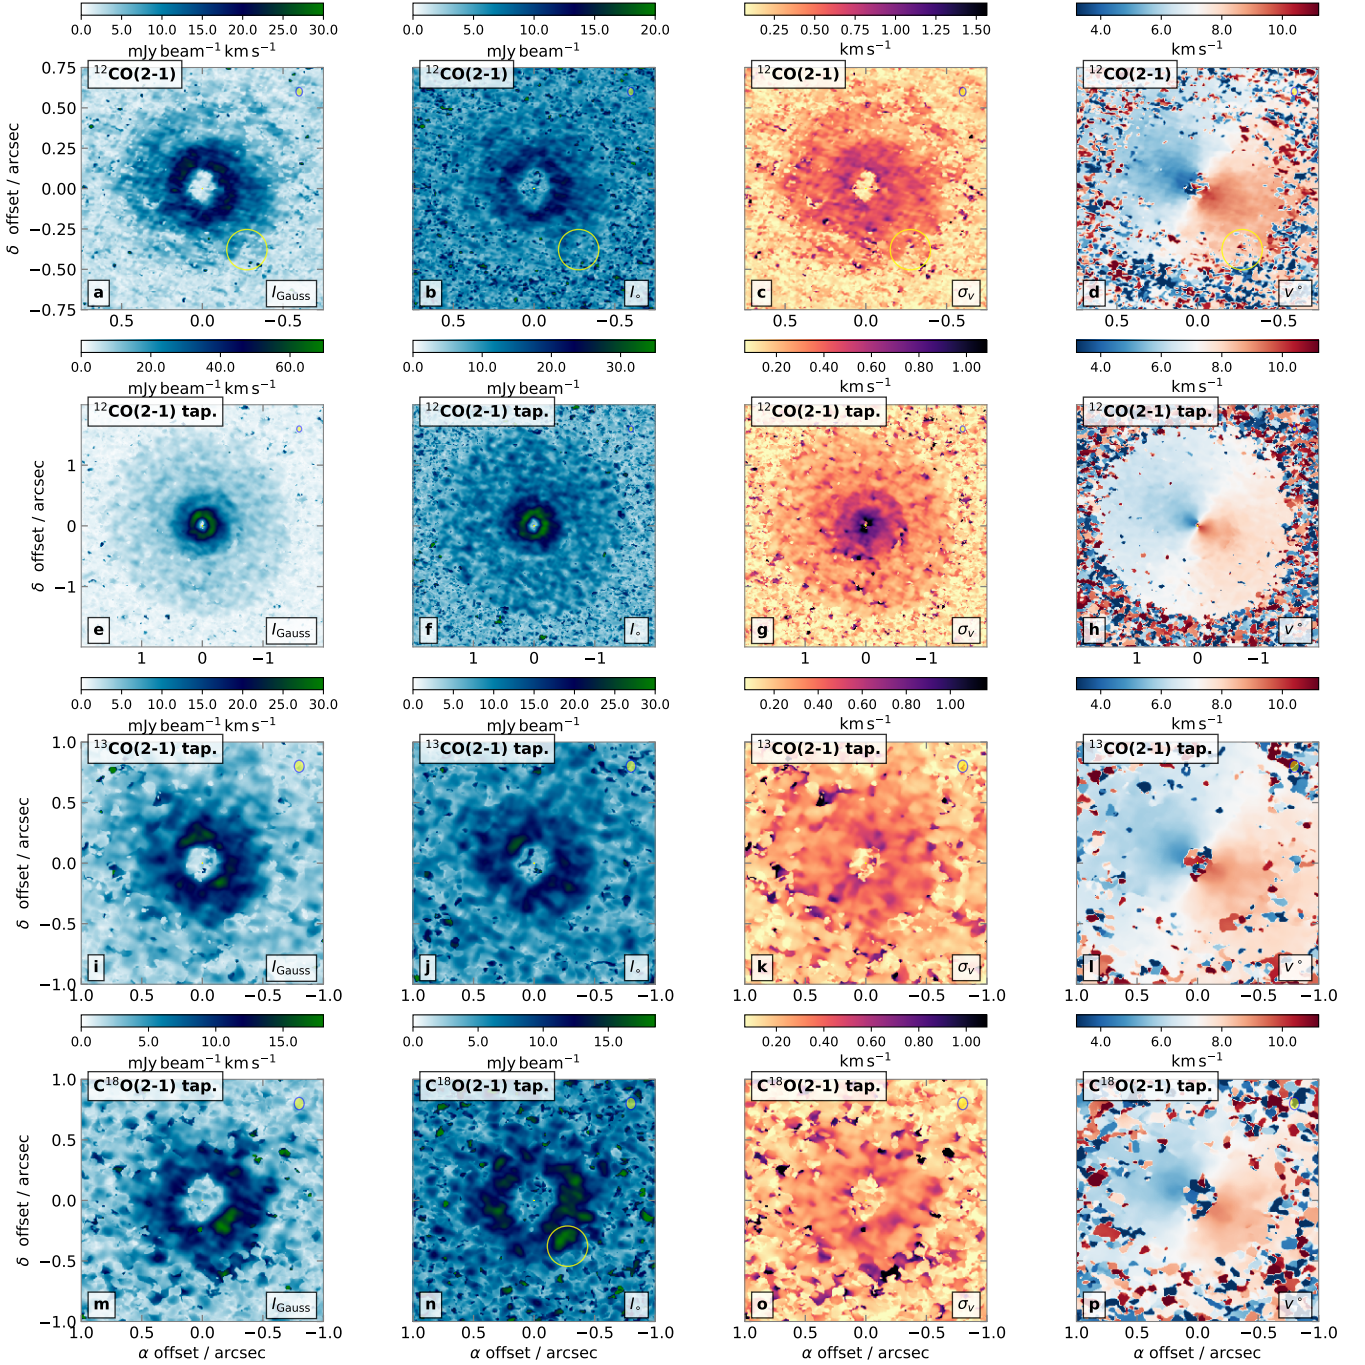 0.0 5.0 10.0 15.0 20.0 25.0 30.0
mJy beam⁻¹ km s⁻¹
0.0 5.0 10.0 15.0 20.0
mJy beam⁻¹
0.25 0.50 0.75 1.00 1.25 1.50
km s⁻¹
4.0 6.0 8.0 10.0
km s⁻¹
¹²CO(2-1)
¹²CO(2-1)
¹²CO(2-1)
¹²CO(2-1)
0.75
0.50
0.25
0.00
−0.25
−0.50
−0.75
δ offset / arcsec
a I_Gauss
b I∘
c σ_v
d v°
0.5 0.0 −0.5
0.5 0.0 −0.5
0.5 0.0 −0.5
0.5 0.0 −0.5
0.0 20.0 40.0 60.0
mJy beam⁻¹ km s⁻¹
0.0 10.0 20.0 30.0
mJy beam⁻¹
0.20 0.40 0.60 0.80 1.00
km s⁻¹
4.0 6.0 8.0 10.0
km s⁻¹
¹²CO(2-1) tap.
¹²CO(2-1) tap.
¹²CO(2-1) tap.
¹²CO(2-1) tap.
1
0
−1
δ offset / arcsec
e I_Gauss
f I∘
g σ_v
h v°
1 0 −1
1 0 −1
1 0 −1
1 0 −1
0.0 5.0 10.0 15.0 20.0 25.0 30.0
mJy beam⁻¹ km s⁻¹
0.0 5.0 10.0 15.0 20.0 25.0 30.0
mJy beam⁻¹
0.20 0.40 0.60 0.80 1.00
km s⁻¹
4.0 6.0 8.0 10.0
km s⁻¹
¹³CO(2-1) tap.
¹³CO(2-1) tap.
¹³CO(2-1) tap.
¹³CO(2-1) tap.
1.0
0.5
0.0
−0.5
−1.0
δ offset / arcsec
i I_Gauss
j I∘
k σ_v
l v°
1.0 0.5 0.0 −0.5 −1.0
1.0 0.5 0.0 −0.5 −1.0
1.0 0.5 0.0 −0.5 −1.0
1.0 0.5 0.0 −0.5 −1.0
0.0 5.0 10.0 15.0
mJy beam⁻¹ km s⁻¹
0.0 5.0 10.0 15.0
mJy beam⁻¹
0.20 0.40 0.60 0.80 1.00
km s⁻¹
4.0 6.0 8.0 10.0
km s⁻¹
C¹⁸O(2-1) tap.
C¹⁸O(2-1) tap.
C¹⁸O(2-1) tap.
C¹⁸O(2-1) tap.
1.0
0.5
0.0
−0.5
−1.0
δ offset / arcsec
m I_Gauss
n I∘
o σ_v
p v°
1.0 0.5 0.0 −0.5 −1.0
1.0 0.5 0.0 −0.5 −1.0
1.0 0.5 0.0 −0.5 −1.0
1.0 0.5 0.0 −0.5 −1.0
α offset / arcsec
α offset / arcsec
α offset / arcsec
α offset / arcsec